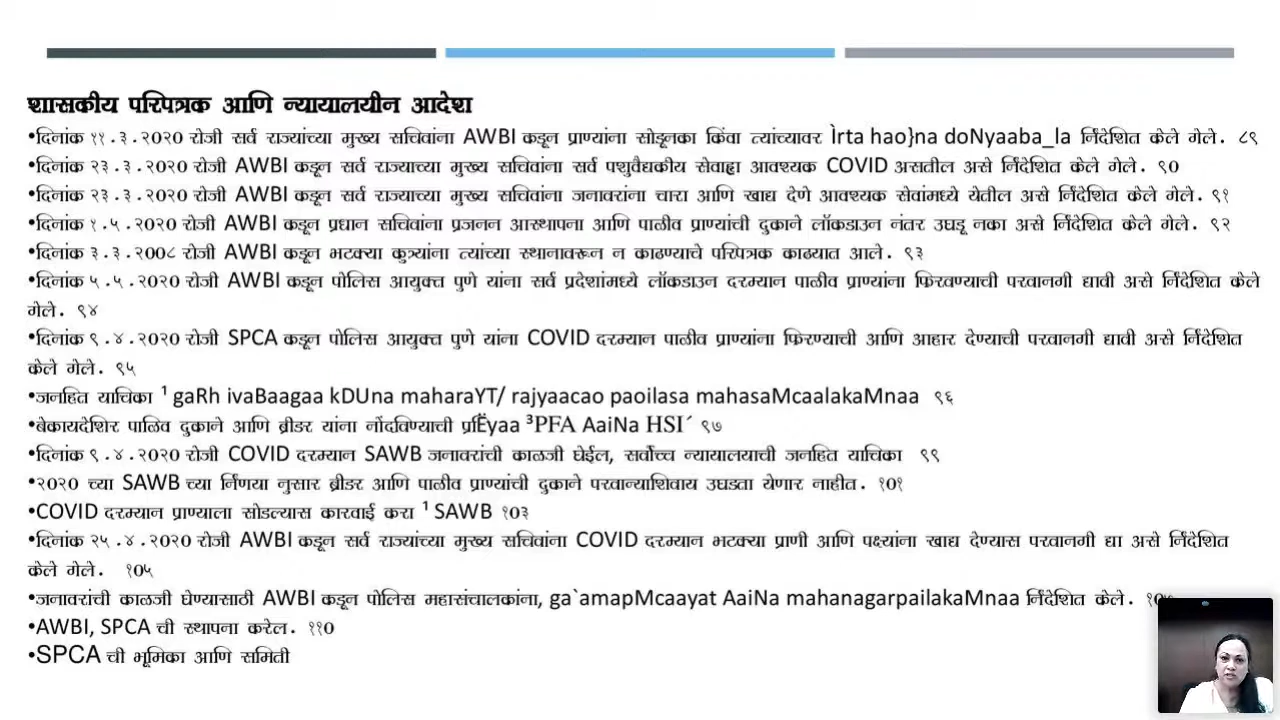 शासकीय परिपत्रक आणि न्यायालयीन आदेश
•दिनांक ११.३.२०२० रोजी सर्व राज्यांच्या मुख्य सचिवांना AWBI कडून प्राण्यांना सोडूनका किंवा त्यांच्यावर Ìrta hao}na doNyaaba_la निर्देशित केले गेले. ८९
•दिनांक २३.३.२०२० रोजी AWBI कडून सर्व राज्याच्या मुख्य सचिवांना सर्व पशुवैद्यकीय सेवाह्या आवश्यक COVID असतील असे निर्देशित केले गेले. ९०
•दिनांक २३.३.२०२० रोजी AWBI कडून सर्व राज्याच्या मुख्य सचिवांना जनावरांना चारा आणि खाद्य देणे आवश्यक सेवांमध्ये येतील असे निर्देशित केले गेले. ९१
•दिनांक १.५.२०२० रोजी AWBI कडून प्रधान सचिवांना प्रजनन आस्थापना आणि पाळीव प्राण्यांची दुकाने लॉकडाउन नंतर उघडू नका असे निर्देशित केले गेले. ९२
•दिनांक ३.३.२००८ रोजी AWBI कडून भटक्या कुत्र्यांना त्यांच्या स्थानावरून न काढण्याचे परिपत्रक काढयात आले. ९३
•दिनांक ५.५.२०२० रोजी AWBI कडून पोलिस आयुक्त पुणे यांना सर्व प्रदेशांमध्ये लॉकडाउन दरम्यान पाळीव प्राण्यांना फिरवण्याची परवानगी द्यावी असे निर्देशित केले
गेले. ९४
•दिनांक ९.४.२०२० रोजी SPCA कडून पोलिस आयुक्त पुणे यांना COVID दरम्यान पाळीव प्राण्यांना फिरण्याची आणि आहार देण्याची परवानगी द्यावी असे निर्देशित
केले गेले. ९५
•जनहित याचिका ¹ gaRh ivaBaagaa kDUna maharaYT/ rajyaacao paoilasa mahasaMcaalakaMnaa ९६
•बेकायदेशिर पाळिव दुकाने आणि ब्रीडर यांना नोंदविण्याची प्रËyaa ³PFA AaiNa HSI´ ९७
•दिनांक ९.४.२०२० रोजी COVID दरम्यान SAWB जनावरांची काळजी घेईल, सर्वोच्च न्यायालयाची जनहित याचिका ९९
•२०२० च्या SAWB च्या निर्णया नुसार ब्रीडर आणि पाळीव प्राण्यांची दुकाने परवान्याशिवाय उघडता येणार नाहीत. १०१
•COVID दरम्यान प्राण्याला सोडल्यास कारवाई करा ¹ SAWB १०३
•दिनांक २५.४.२०२० रोजी AWBI कडून सर्व राज्यांच्या मुख्य सचिवांना COVID दरम्यान भटक्या प्राणी आणि पक्ष्यांना खाद्य देण्यास परवानगी द्या असे निर्देशित
केले गेले. १०५
•जनावरांची काळजी घेण्यासाठी AWBI कडून पोलिस महासंचालकांना, ga`amapMcaayat AaiNa mahanagarpailakaMnaa निर्देशित केले.
•AWBI, SPCA ची स्थापना करेल. ११०
•SPCA ची भूमिका आणि समिती